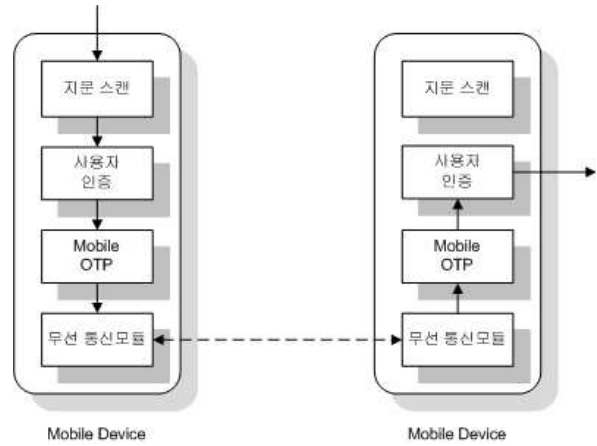 지문 스캔
사용자
인증
Mobile
OTP
무선 통신모듈
Mobile Device
지문 스캔
사용자
인증
Mobile
OTP
무선 통신모듈
Mobile Device